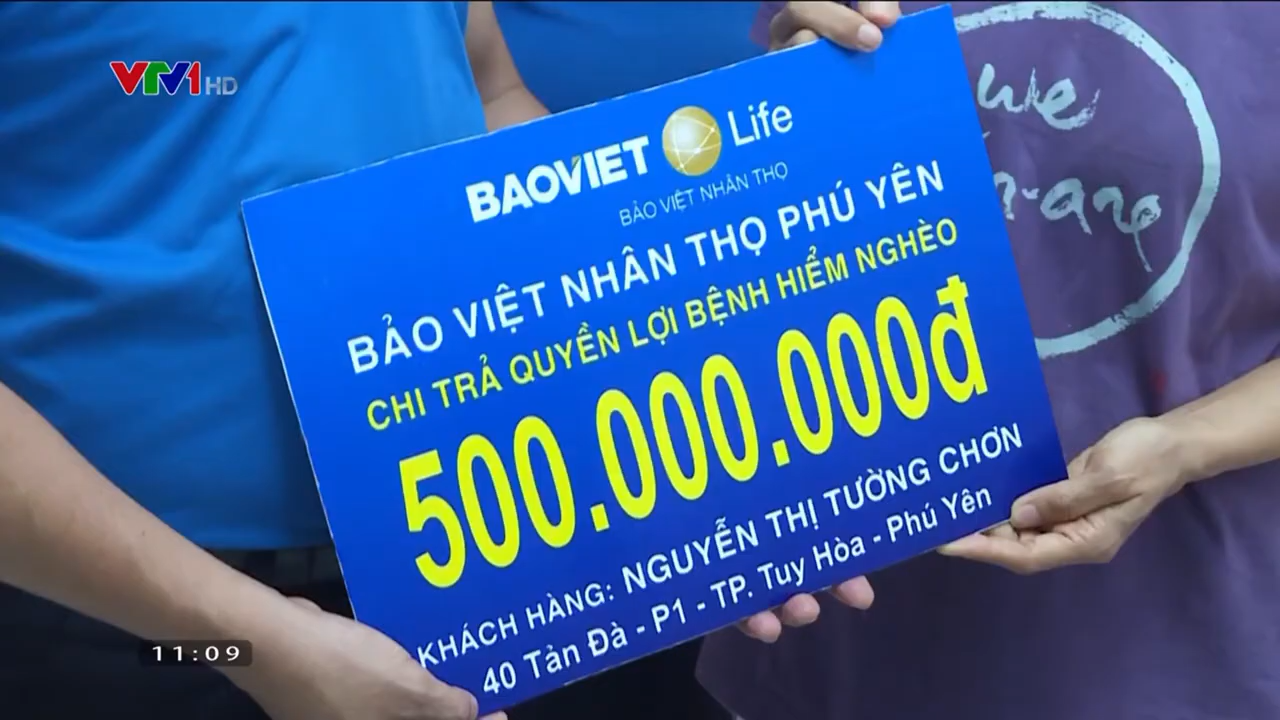 VTV1 HD
BAOVIET Life
BẢO VIỆT NHÂN THỌ
BẢO VIỆT NHÂN THỌ PHÚ YÊN
CHI TRẢ QUYỀN LỢI BỆNH HIỂM NGHÈO
500.000.000đ
KHÁCH HÀNG: NGUYỄN THỊ TƯỜNG CHƠN
40 Tản Đà - P1 - TP. Tuy Hòa - Phú Yên
11:09